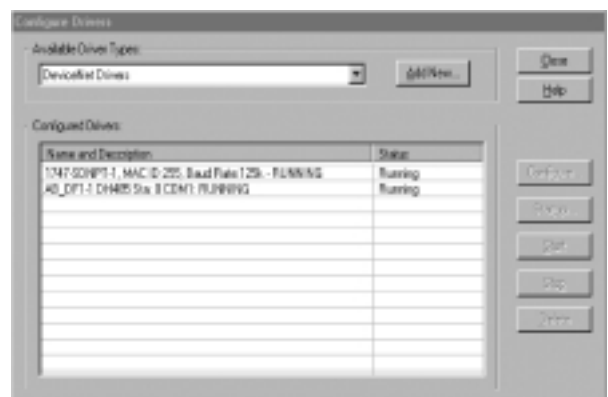 Configure Drivers
Available Driver Types:
DeviceNet Drivers
Add New...
Close
Help
Configured Drivers:
Name and Description Status
1747-SDNPT-1, MAC ID:255, Baud Rate:125k - RUNNING Running
AB_DF1-1 DH485 Sta: 0 COM1: RUNNING Running
Configure...
Startup...
Start
Stop
Delete